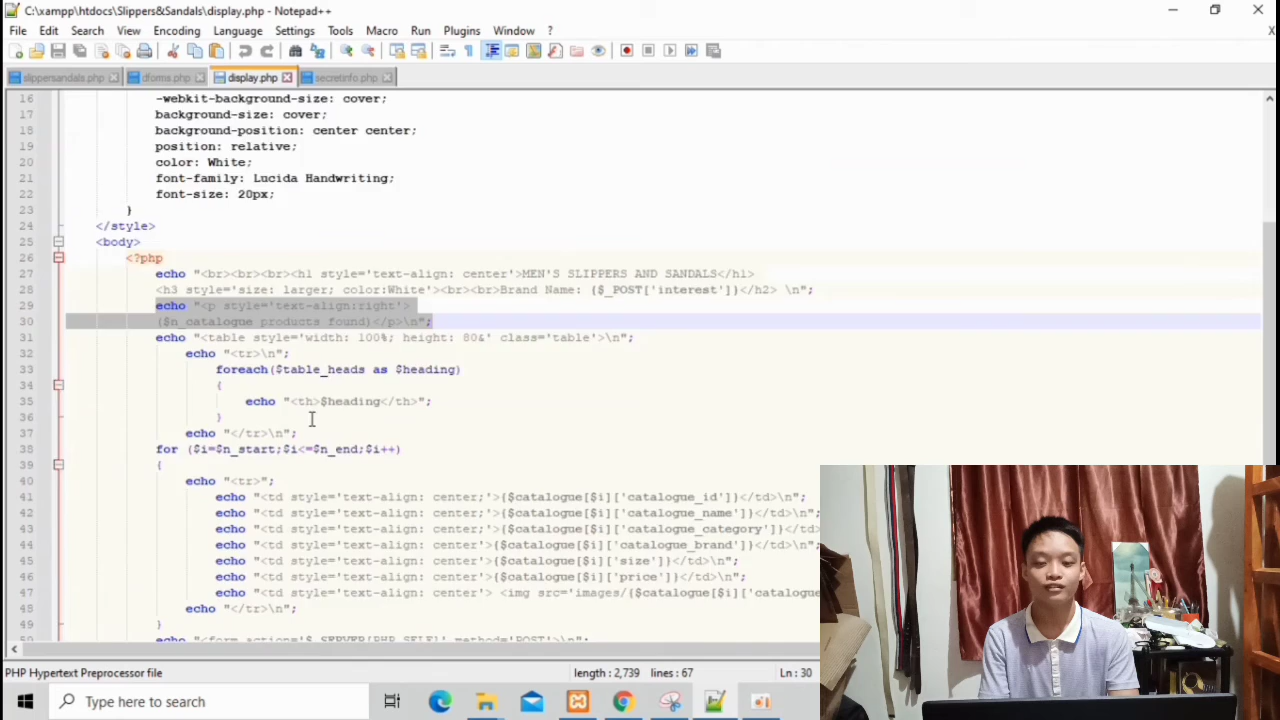 C:\xampp\htdocs\Slippers&Sandals\display.php - Notepad++
File Edit Search View Encoding Language Settings Tools Macro Run Plugins Window ? X
slippersandals.php dforms.php display.php secretinfo.php
16 -webkit-background-size: cover;
17 background-size: cover;
18 background-position: center center;
19 position: relative;
20 color: White;
21 font-family: Lucida Handwriting;
22 font-size: 20px;
23 }
24 </style>
25 <body>
26 <?php
27 echo "<br><br><br><h1 style='text-align: center'>MEN'S SLIPPERS AND SANDALS</h1>
28 <h3 style='size: larger; color:White'><br><br>Brand Name: {$_POST['interest']}</h2> \n";
29 echo "<p style='text-align:right'>
30 ($n_catalogue products found)</p>\n";
31 echo "<table style='width: 100%; height: 80&' class='table'>\n";
32 echo "<tr>\n";
33 foreach($table_heads as $heading)
34 {
35 echo "<th>$heading</th>";
36 }
37 echo "</tr>\n";
38 for ($i=$n_start;$i<=$n_end;$i++)
39 {
40 echo "<tr>";
41 echo "<td style='text-align: center;'>{$catalogue[$i]['catalogue_id']}</td>\n";
42 echo "<td style='text-align: center;'>{$catalogue[$i]['catalogue_name']}</td>\n";
43 echo "<td style='text-align: center;'>{$catalogue[$i]['catalogue_category']}</td>
44 echo "<td style='text-align: center'>{$catalogue[$i]['catalogue_brand']}</td>\n";
45 echo "<td style='text-align: center'>{$catalogue[$i]['size']}</td>\n";
46 echo "<td style='text-align: center'>{$catalogue[$i]['price']}</td>\n";
47 echo "<td style='text-align: center'> <img src='images/{$catalogue[$i]['catalogue
48 echo "</tr>\n";
49 }
50 echo "<form action='$_SERVER[PHP_SELF]' method='POST'>\n";
PHP Hypertext Preprocessor file length : 2,739 lines : 67 Ln : 30
Type here to search